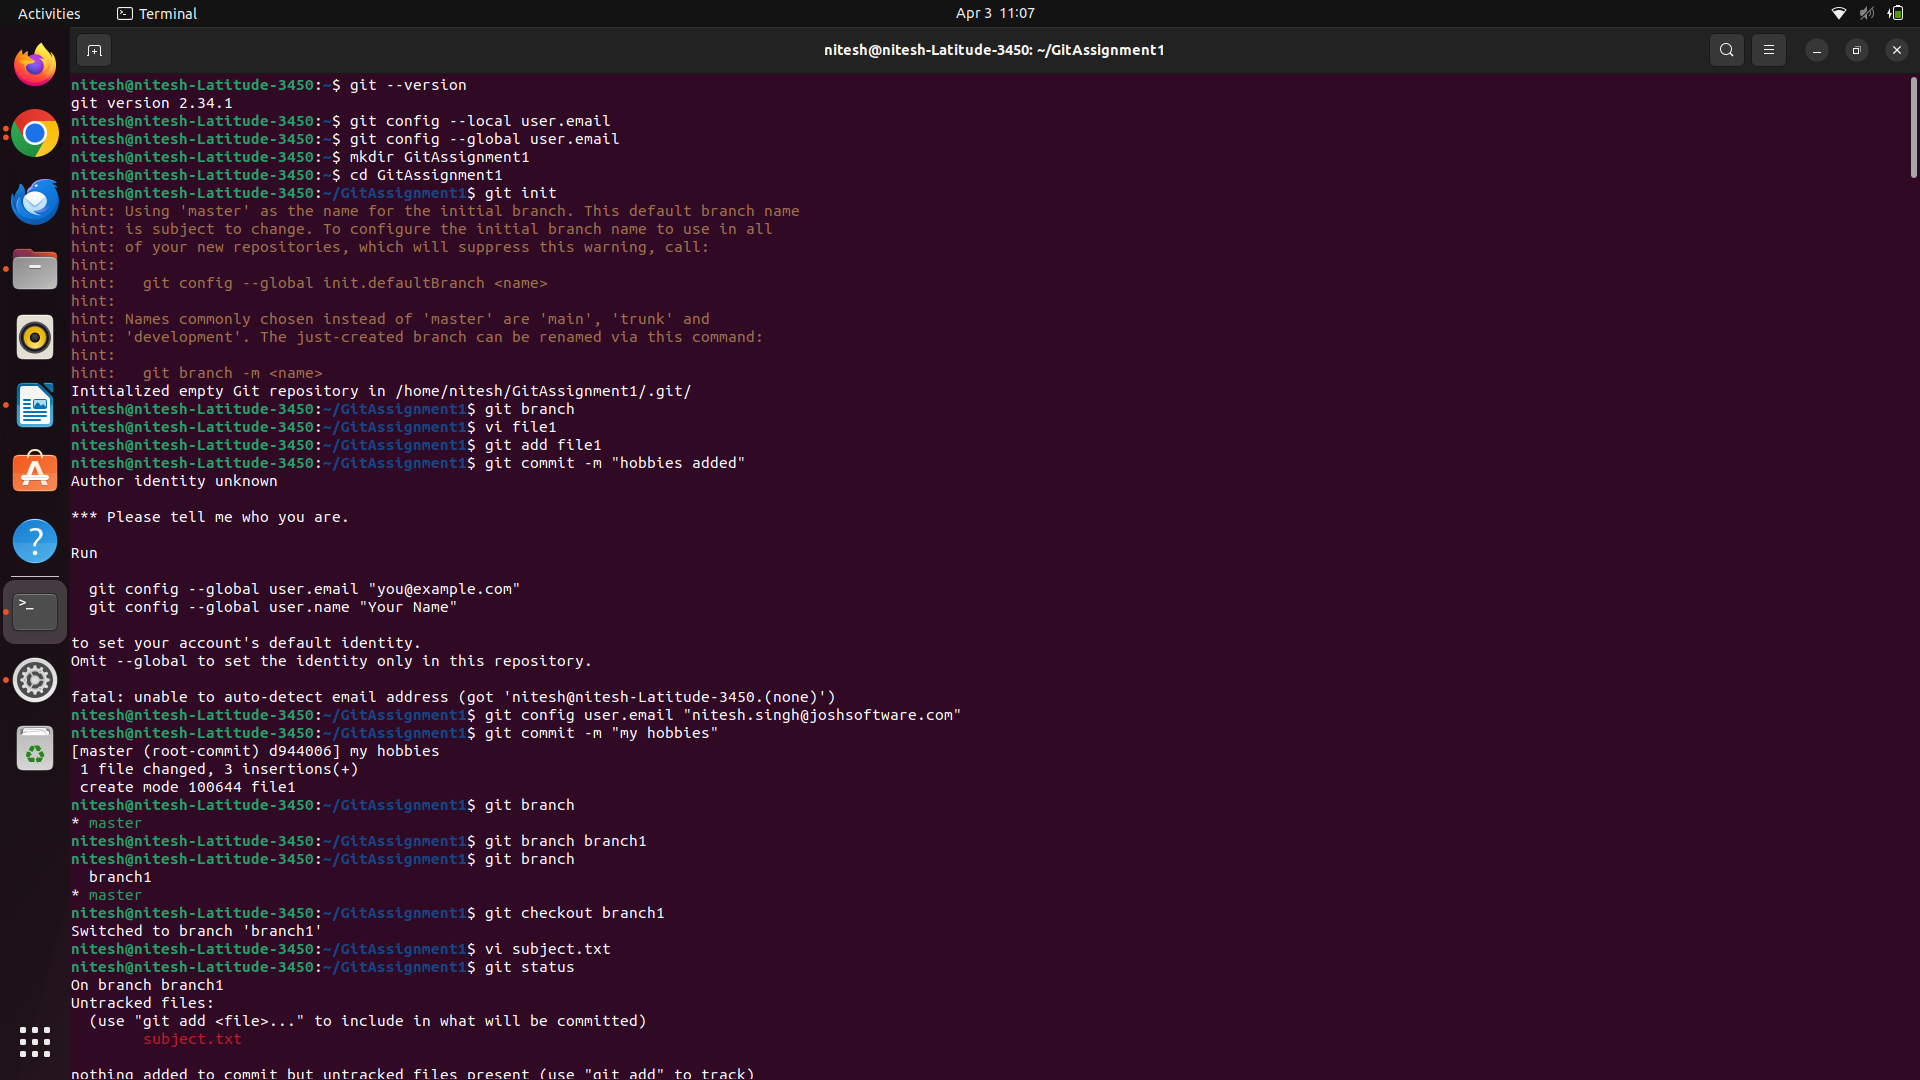 Activities
Terminal
Apr 3 11:07
nitesh@nitesh-Latitude-3450: ~/GitAssignment1
nitesh@nitesh-Latitude-3450:~$ git --version
git version 2.34.1
nitesh@nitesh-Latitude-3450:~$ git config --local user.email
nitesh@nitesh-Latitude-3450:~$ git config --global user.email
nitesh@nitesh-Latitude-3450:~$ mkdir GitAssignment1
nitesh@nitesh-Latitude-3450:~$ cd GitAssignment1
nitesh@nitesh-Latitude-3450:~/GitAssignment1$ git init
hint: Using 'master' as the name for the initial branch. This default branch name
hint: is subject to change. To configure the initial branch name to use in all
hint: of your new repositories, which will suppress this warning, call:
hint:
hint:   git config --global init.defaultBranch <name>
hint:
hint: Names commonly chosen instead of 'master' are 'main', 'trunk' and
hint: 'development'. The just-created branch can be renamed via this command:
hint:
hint:   git branch -m <name>
Initialized empty Git repository in /home/nitesh/GitAssignment1/.git/
nitesh@nitesh-Latitude-3450:~/GitAssignment1$ git branch
nitesh@nitesh-Latitude-3450:~/GitAssignment1$ vi file1
nitesh@nitesh-Latitude-3450:~/GitAssignment1$ git add file1
nitesh@nitesh-Latitude-3450:~/GitAssignment1$ git commit -m "hobbies added"
Author identity unknown
*** Please tell me who you are.
Run
  git config --global user.email "you@example.com"
  git config --global user.name "Your Name"
to set your account's default identity.
Omit --global to set the identity only in this repository.
fatal: unable to auto-detect email address (got 'nitesh@nitesh-Latitude-3450.(none)')
nitesh@nitesh-Latitude-3450:~/GitAssignment1$ git config user.email "nitesh.singh@joshsoftware.com"
nitesh@nitesh-Latitude-3450:~/GitAssignment1$ git commit -m "my hobbies"
[master (root-commit) d944006] my hobbies
 1 file changed, 3 insertions(+)
 create mode 100644 file1
nitesh@nitesh-Latitude-3450:~/GitAssignment1$ git branch
* master
nitesh@nitesh-Latitude-3450:~/GitAssignment1$ git branch branch1
nitesh@nitesh-Latitude-3450:~/GitAssignment1$ git branch
  branch1
* master
nitesh@nitesh-Latitude-3450:~/GitAssignment1$ git checkout branch1
Switched to branch 'branch1'
nitesh@nitesh-Latitude-3450:~/GitAssignment1$ vi subject.txt
nitesh@nitesh-Latitude-3450:~/GitAssignment1$ git status
On branch branch1
Untracked files:
  (use "git add <file>..." to include in what will be committed)
        subject.txt
nothing added to commit but untracked files present (use "git add" to track)